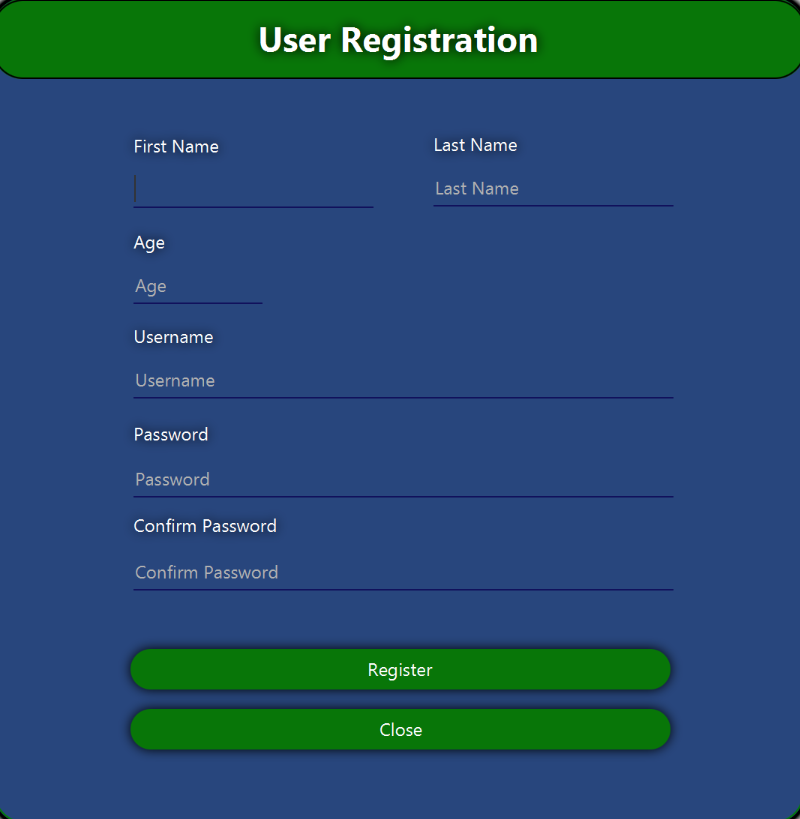 User Registration
First Name
Last Name
Last Name
Age
Age
Username
Username
Password
Password
Confirm Password
Confirm Password
Register
Close